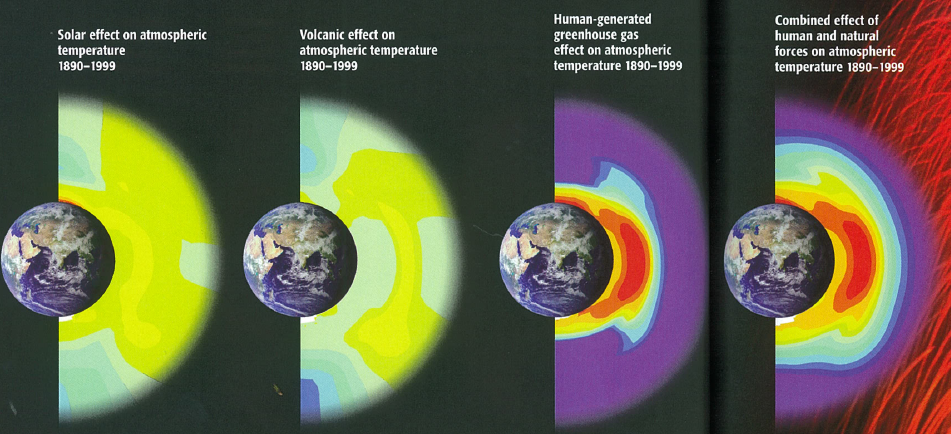 Solar effect on atmospheric
temperature
1890–1999
Volcanic effect on
atmospheric temperature
1890–1999
Human-generated
greenhouse gas
effect on atmospheric
temperature 1890–1999
Combined effect of
human and natural
forces on atmospheric
temperature 1890–1999